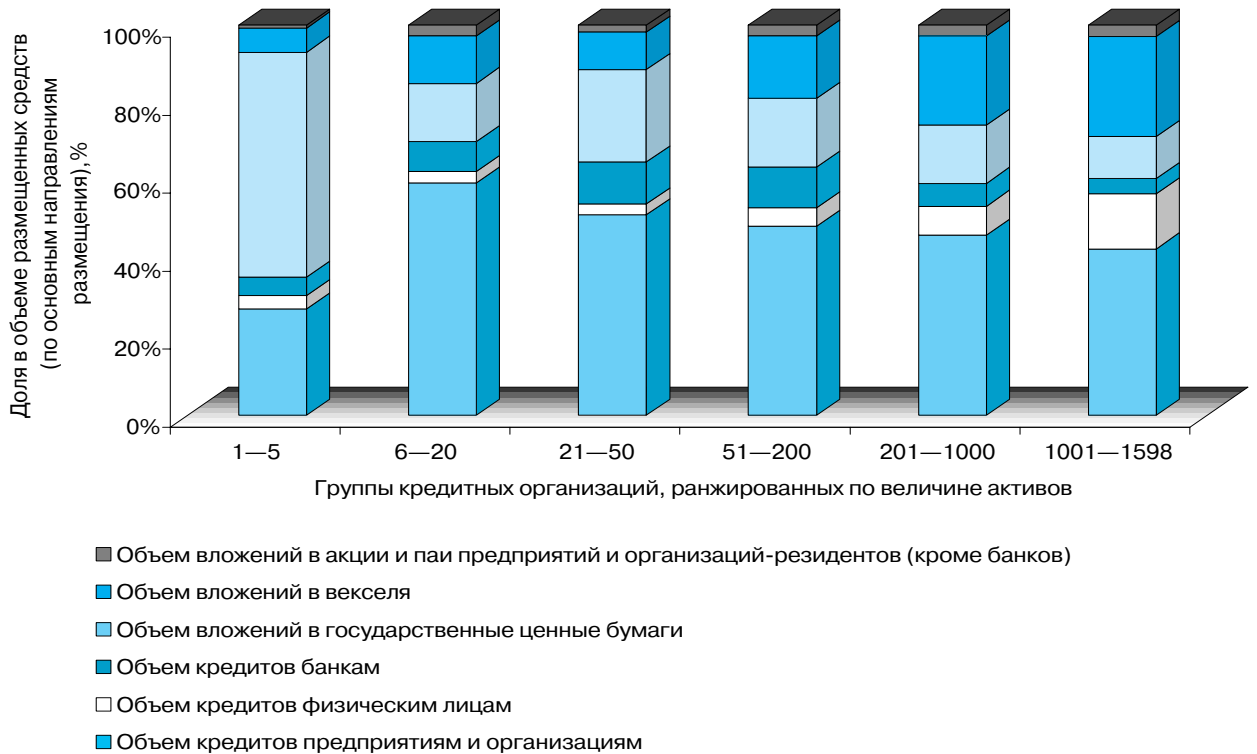 Доля в объеме размещенных средств
(по основным направлениям
размещения),%
100%
80%
60%
40%
20%
0%
1—5
6—20
21—50
51—200
201—1000
1001—1598
Группы кредитных организаций, ранжированных по величине активов
Объем вложений в акции и паи предприятий и организаций-резидентов (кроме банков)
Объем вложений в векселя
Объем вложений в государственные ценные бумаги
Объем кредитов банкам
Объем кредитов физическим лицам
Объем кредитов предприятиям и организациям